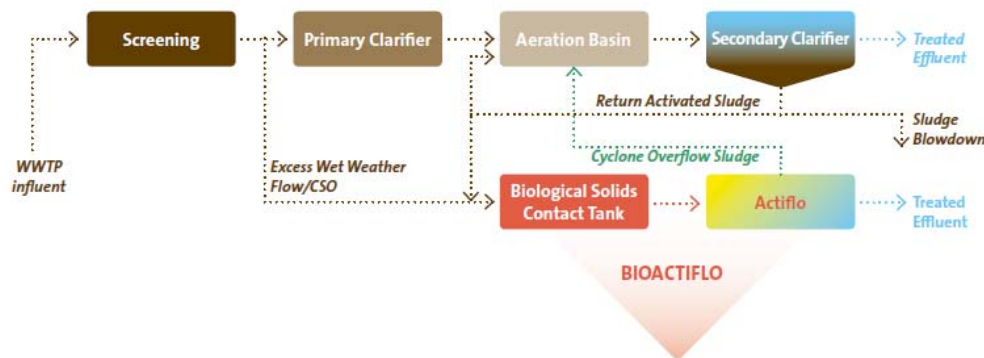 Screening
Primary Clarifier
Aeration Basin
Secondary Clarifier
Treated
Effluent
Return Activated Sludge
Sludge
Blowdown
WWTP
influent
Excess Wet Weather
Flow/CSO
Cyclone Overflow Sludge
Biological Solids
Contact Tank
Actiflo
Treated
Effluent
BIOACTIFLO